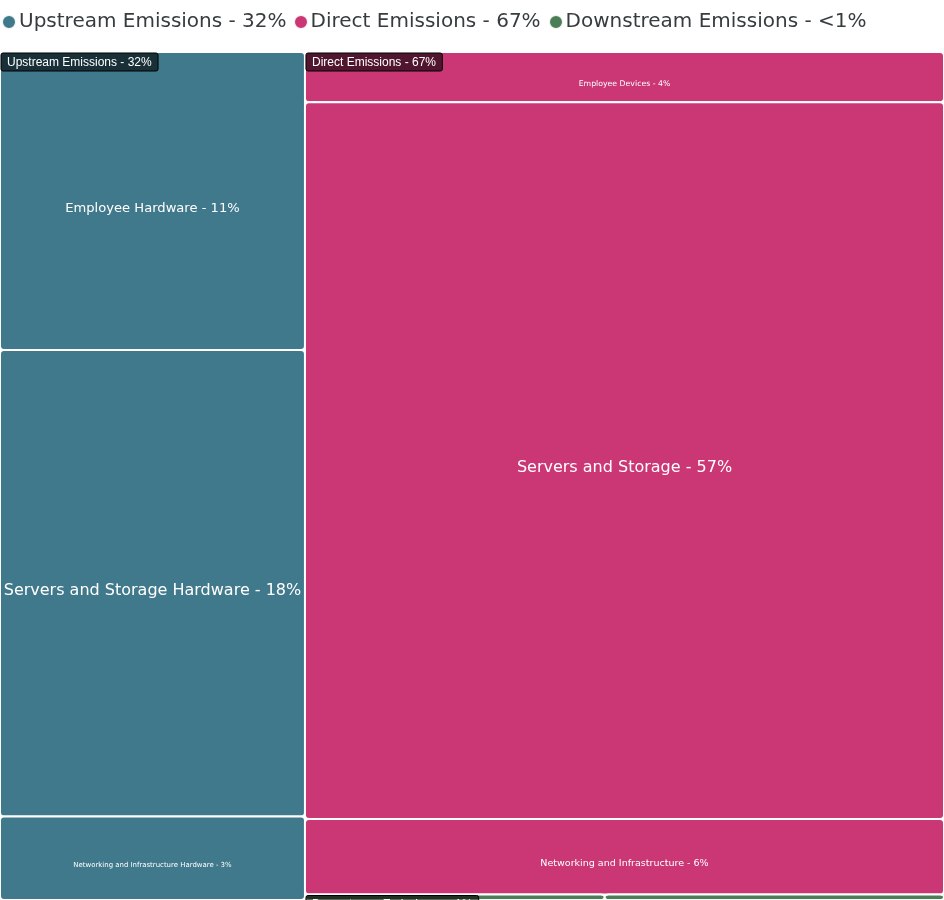 Upstream Emissions - 32% Direct Emissions - 67% Downstream Emissions - <1%
Upstream Emissions - 32%
Direct Emissions - 67%
Employee Devices - 4%
Employee Hardware - 11%
Servers and Storage - 57%
Servers and Storage Hardware - 18%
Networking and Infrastructure - 6%
Networking and Infrastructure Hardware - 3%